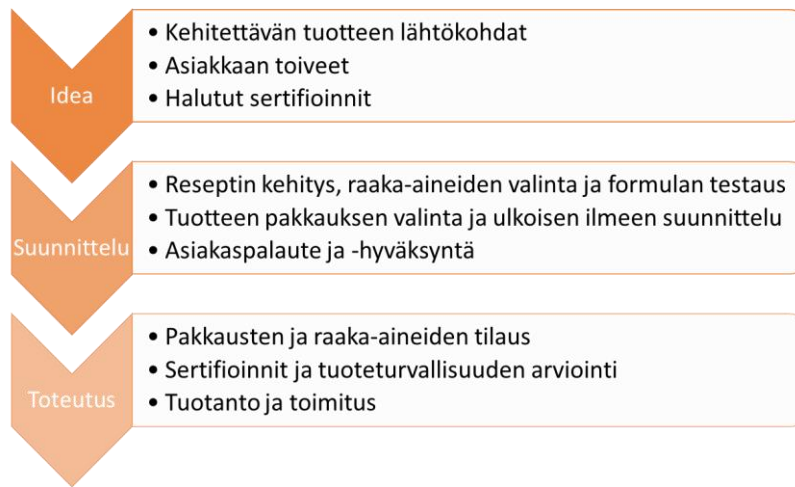 Idea
• Kehitettävän tuotteen lähtökohdat
• Asiakkaan toiveet
• Halutut sertifioinnit
Suunnittelu
• Reseptin kehitys, raaka-aineiden valinta ja formulan testaus
• Tuotteen pakkauksen valinta ja ulkoisen ilmeen suunnittelu
• Asiakaspalaute ja -hyväksyntä
Toteutus
• Pakkausten ja raaka-aineiden tilaus
• Sertifioinnit ja tuoteturvallisuuden arviointi
• Tuotanto ja toimitus